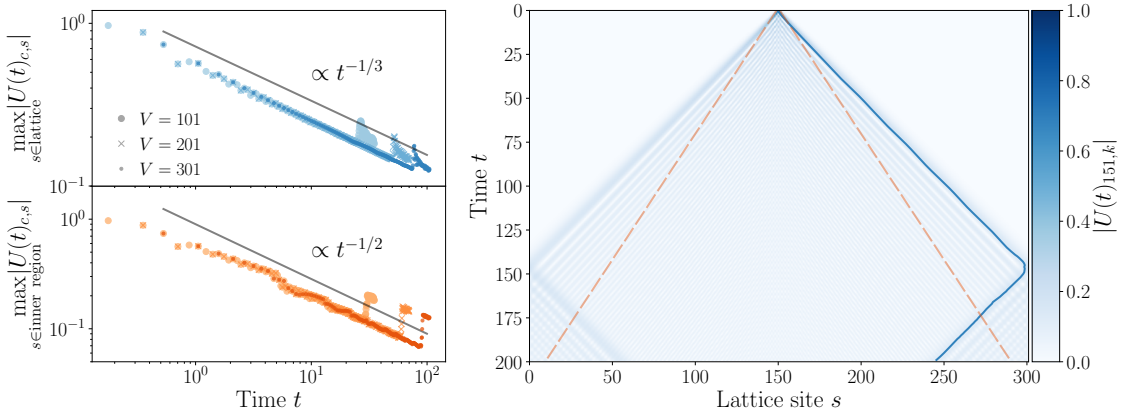 max |U(t)_{c,s}|
s∈lattice
10^0
10^{-1}
∝ t^{-1/3}
V = 101
V = 201
V = 301
max |U(t)_{c,s}|
s∈inner region
10^0
10^{-1}
∝ t^{-1/2}
10^0
10^1
10^2
Time t
Time t
0
25
50
75
100
125
150
175
200
0
50
100
150
200
250
300
Lattice site s
1.0
0.8
0.6
0.4
0.2
0.0
|U(t)_{151,k}|